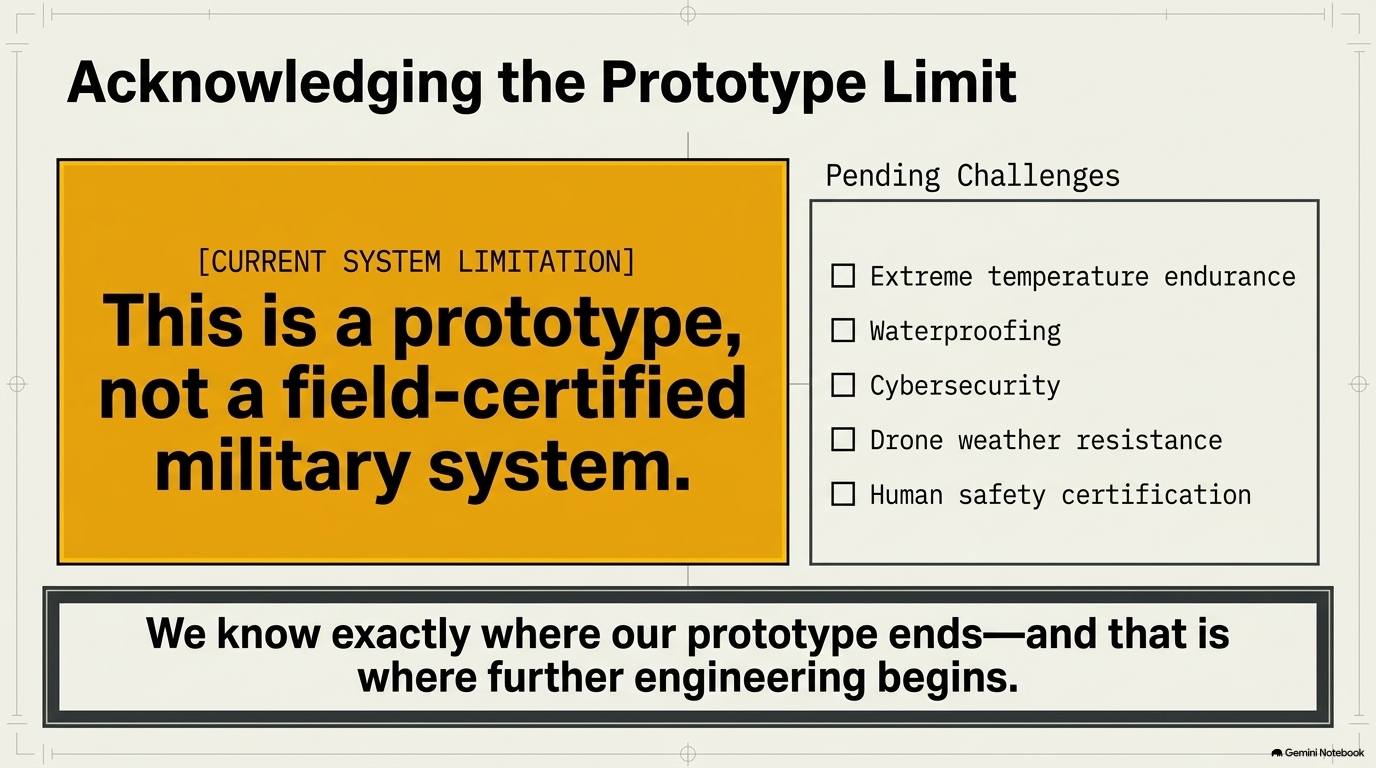 Acknowledging the Prototype Limit
[CURRENT SYSTEM LIMITATION]
This is a prototype,
not a field-certified
military system.
Pending Challenges
Extreme temperature endurance
Waterproofing
Cybersecurity
Drone weather resistance
Human safety certification
We know exactly where our prototype ends—and that is
where further engineering begins.
Gemini Notebook